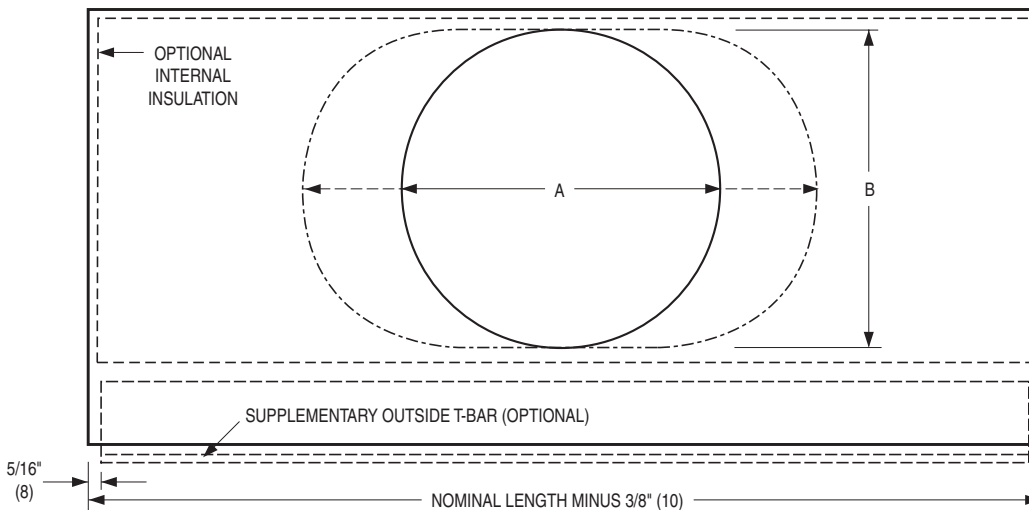 OPTIONAL
INTERNAL
INSULATION
A
B
SUPPLEMENTARY OUTSIDE T-BAR (OPTIONAL)
5/16"
(8)
NOMINAL LENGTH MINUS 3/8" (10)